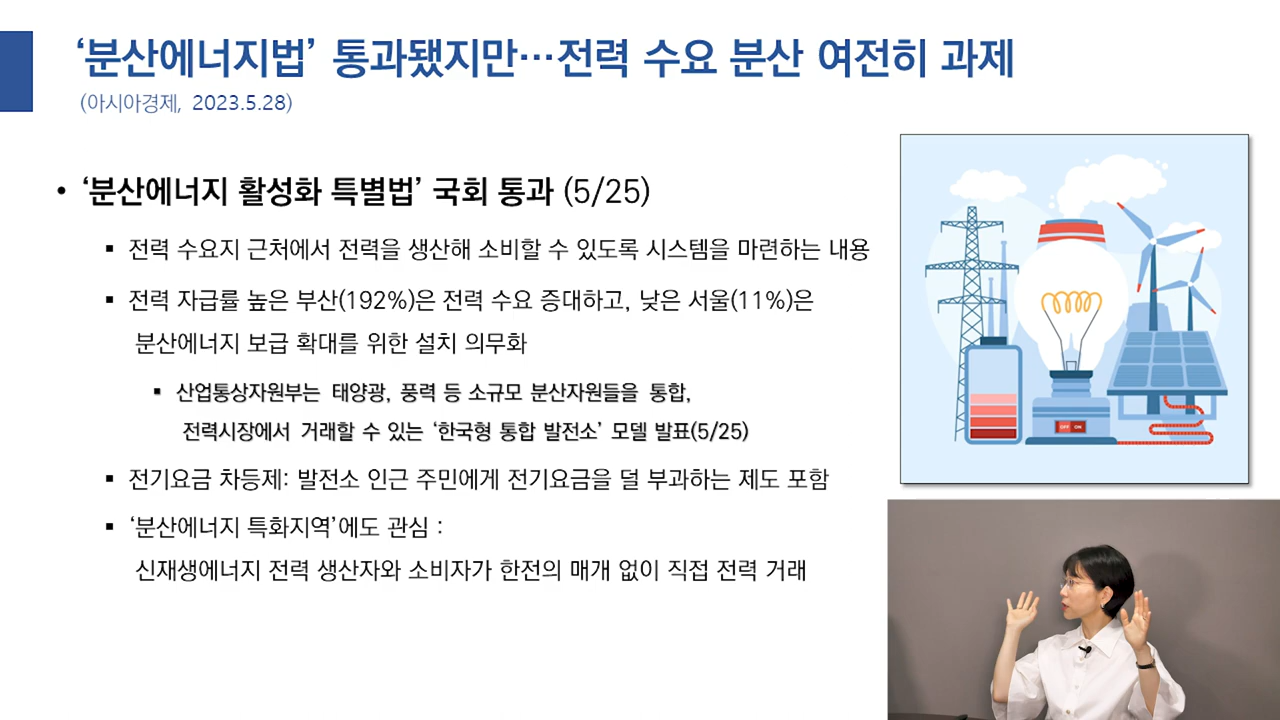 ‘분산에너지법’ 통과됐지만…전력 수요 분산 여전히 과제
(아시아경제, 2023.5.28)
• ‘분산에너지 활성화 특별법’ 국회 통과 (5/25)
▪ 전력 수요지 근처에서 전력을 생산해 소비할 수 있도록 시스템을 마련하는 내용
▪ 전력 자급률 높은 부산(192%)은 전력 수요 증대하고, 낮은 서울(11%)은
분산에너지 보급 확대를 위한 설치 의무화
▪ 산업통상자원부는 태양광, 풍력 등 소규모 분산자원들을 통합,
전력시장에서 거래할 수 있는 ‘한국형 통합 발전소’ 모델 발표(5/25)
▪ 전기요금 차등제: 발전소 인근 주민에게 전기요금을 덜 부과하는 제도 포함
▪ ‘분산에너지 특화지역’에도 관심 :
신재생에너지 전력 생산자와 소비자가 한전의 매개 없이 직접 전력 거래
OFF ON